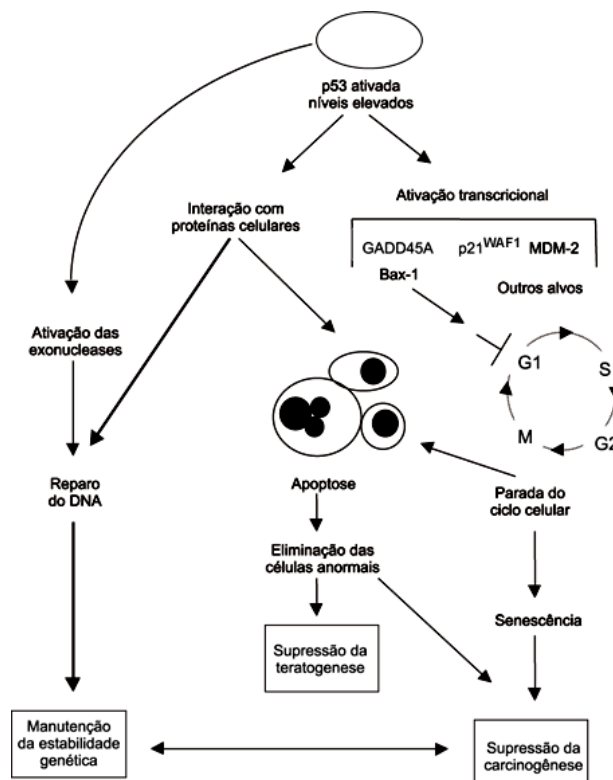 p53 ativada
níveis elevados
Interação com
proteínas celulares
Ativação transcricional
GADD45A p21WAF1 MDM-2
Bax-1
Outros alvos
Ativação das
exonucleases
G1
S
G2
M
Reparo
do DNA
Apoptose
Parada do
ciclo celular
Eliminação das
células anormais
Senescência
Supressão da
teratogenese
Manutenção
da estabilidade
genética
Supressão da
carcinogênese